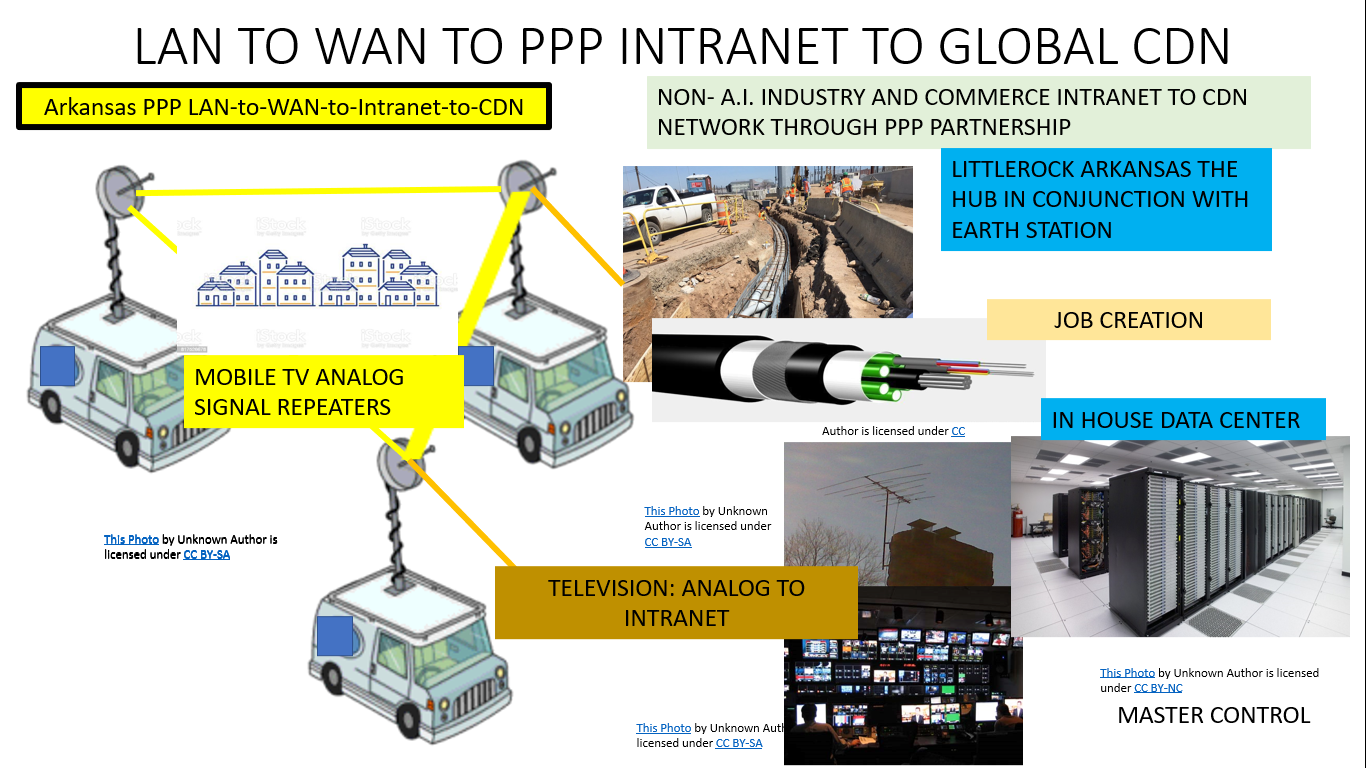 LAN TO WAN TO PPP INTRANET TO GLOBAL CDN
Arkansas PPP LAN-to-WAN-to-Intranet-to-CDN
NON- A.I. INDUSTRY AND COMMERCE INTRANET TO CDN
NETWORK THROUGH PPP PARTNERSHIP
LITTLEROCK ARKANSAS THE
HUB IN CONJUNCTION WITH
EARTH STATION
JOB CREATION
MOBILE TV ANALOG
SIGNAL REPEATERS
IN HOUSE DATA CENTER
Author is licensed under CC
This Photo by Unknown
Author is licensed under
CC BY-SA
This Photo by Unknown Author is
licensed under CC BY-SA
TELEVISION: ANALOG TO
INTRANET
This Photo by Unknown Author is licensed
under CC BY-NC
MASTER CONTROL
This Photo by Unknown Auth
licensed under CC BY-SA